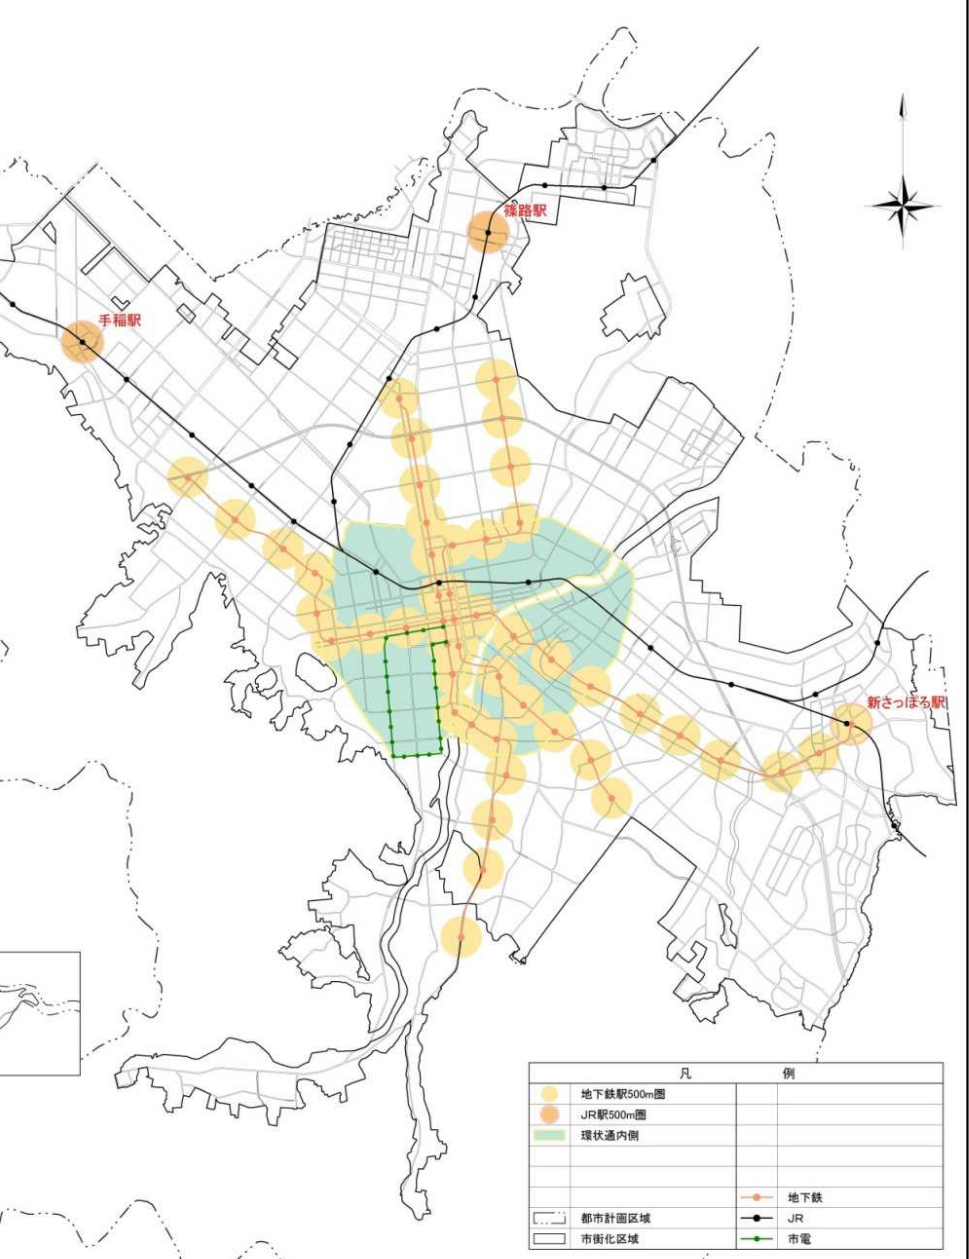 篠路駅
手稲駅
新さっぽろ駅
凡 例
地下鉄駅500m圏
JR駅500m圏
環状通内側
地下鉄
都市計画区域
JR
市街化区域
市電